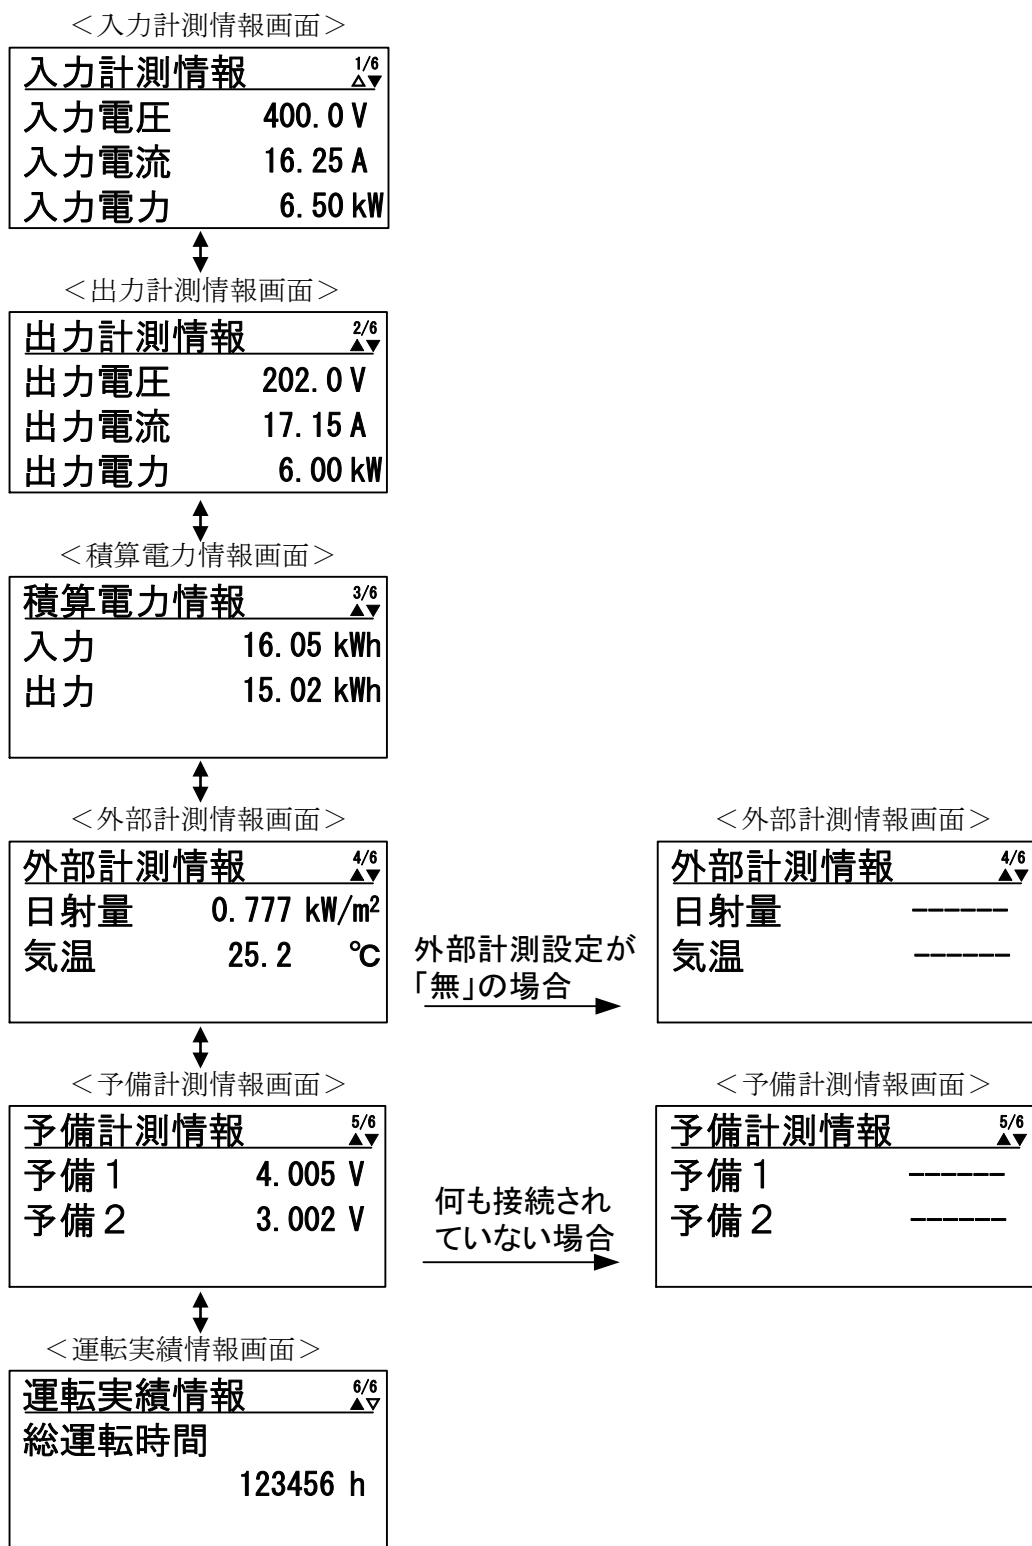 ＜入力計測情報画面＞
入力計測情報 1/6
△▼
入力電圧 400.0 V
入力電流 16.25 A
入力電力 6.50 kW
＜出力計測情報画面＞
出力計測情報 2/6
▲▼
出力電圧 202.0 V
出力電流 17.15 A
出力電力 6.00 kW
＜積算電力情報画面＞
積算電力情報 3/6
▲▼
入力 16.05 kWh
出力 15.02 kWh
＜外部計測情報画面＞
外部計測情報 4/6
▲▼
日射量 0.777 kW/m²
気温 25.2 ℃
外部計測設定が
「無」の場合
＜外部計測情報画面＞
外部計測情報 4/6
▲▼
日射量 ------
気温 ------
＜予備計測情報画面＞
予備計測情報 5/6
▲▼
予備１ 4.005 V
予備２ 3.002 V
何も接続され
ていない場合
＜予備計測情報画面＞
予備計測情報 5/6
▲▼
予備１ ------
予備２ ------
＜運転実績情報画面＞
運転実績情報 6/6
▲▽
総運転時間
123456 h